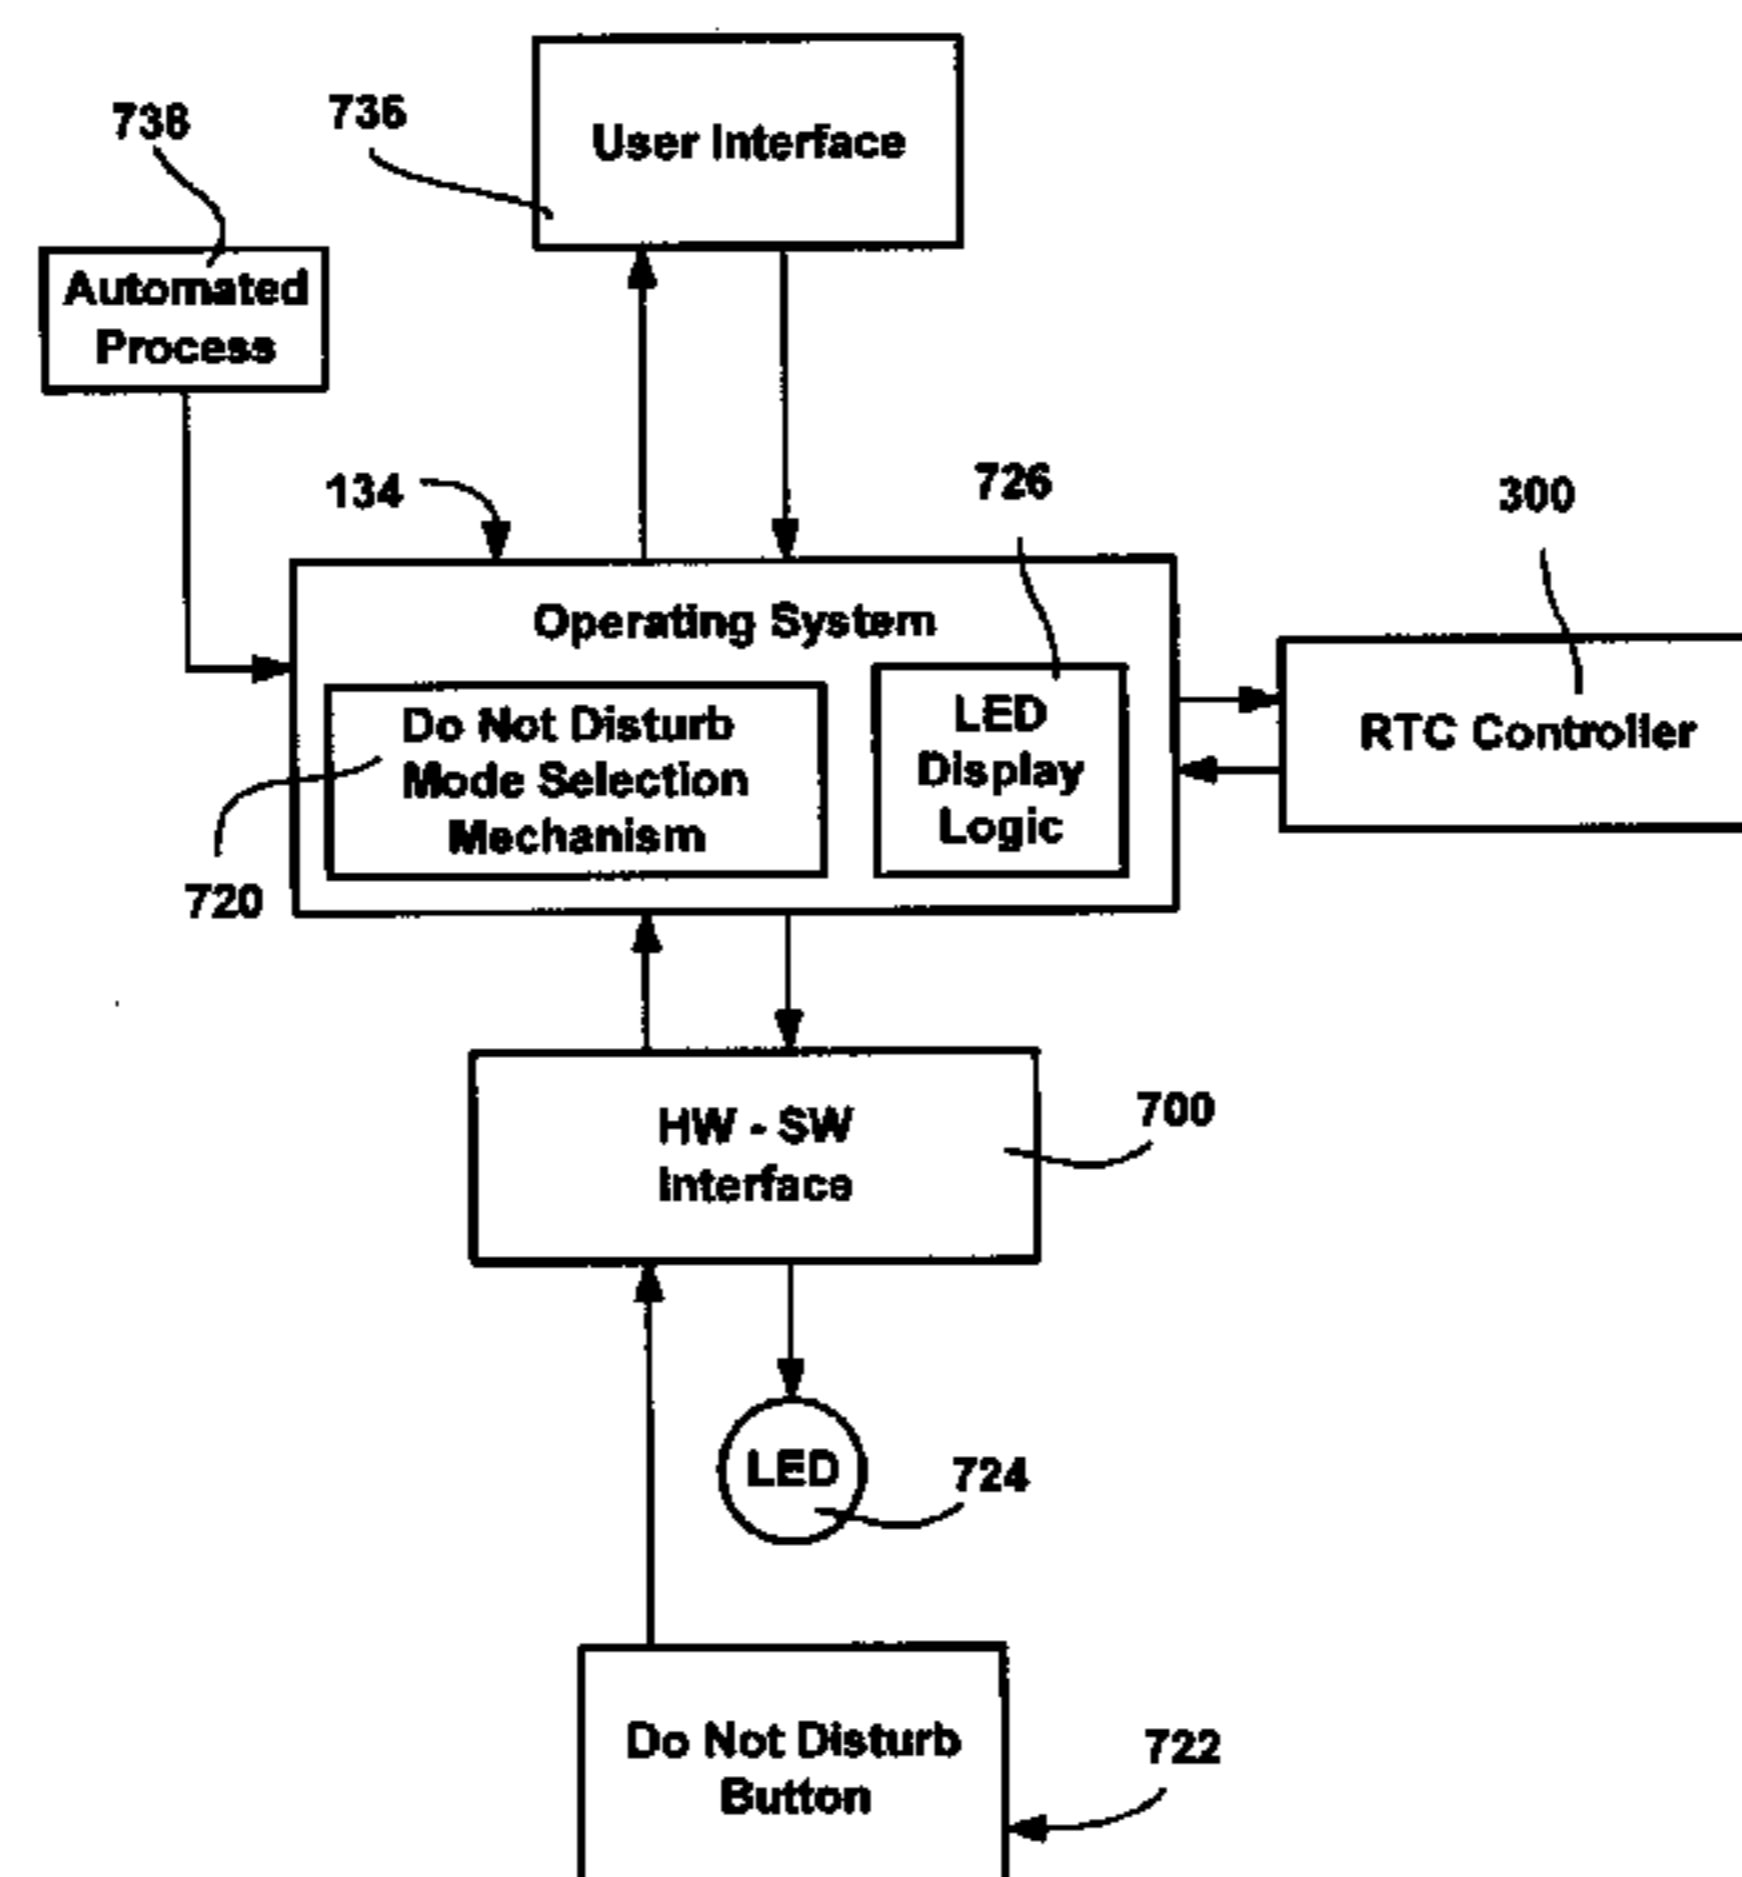 738
736
User Interface
Automated
Process
134
726
300
Operating System
Do Not Disturb
Mode Selection
Mechanism
LED
Display
Logic
RTC Controller
720
HW - SW
Interface
700
LED
724
Do Not Disturb
Button
722